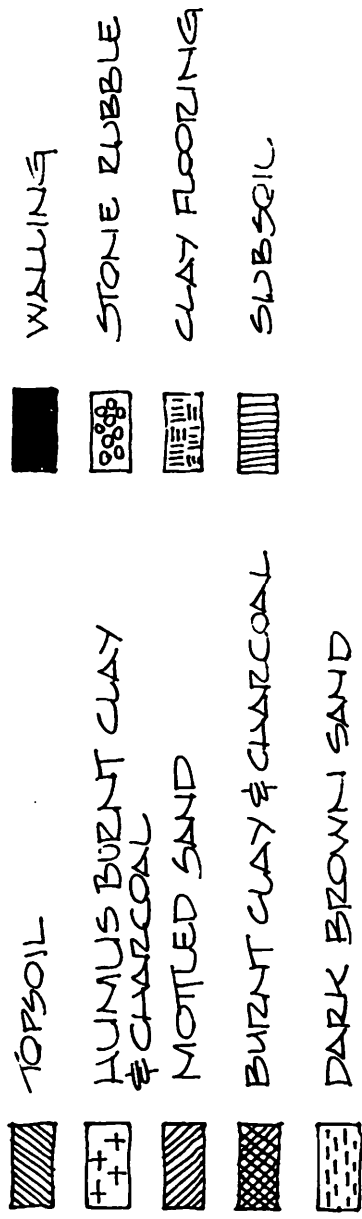 TOPSOIL
HUMUS BURNT CLAY
& CHARCOAL
MOTTLED SAND
BURNT CLAY & CHARCOAL
DARK BROWN SAND
WALLING
STONE RUBBLE
CLAY FLOORING
SUBSOIL